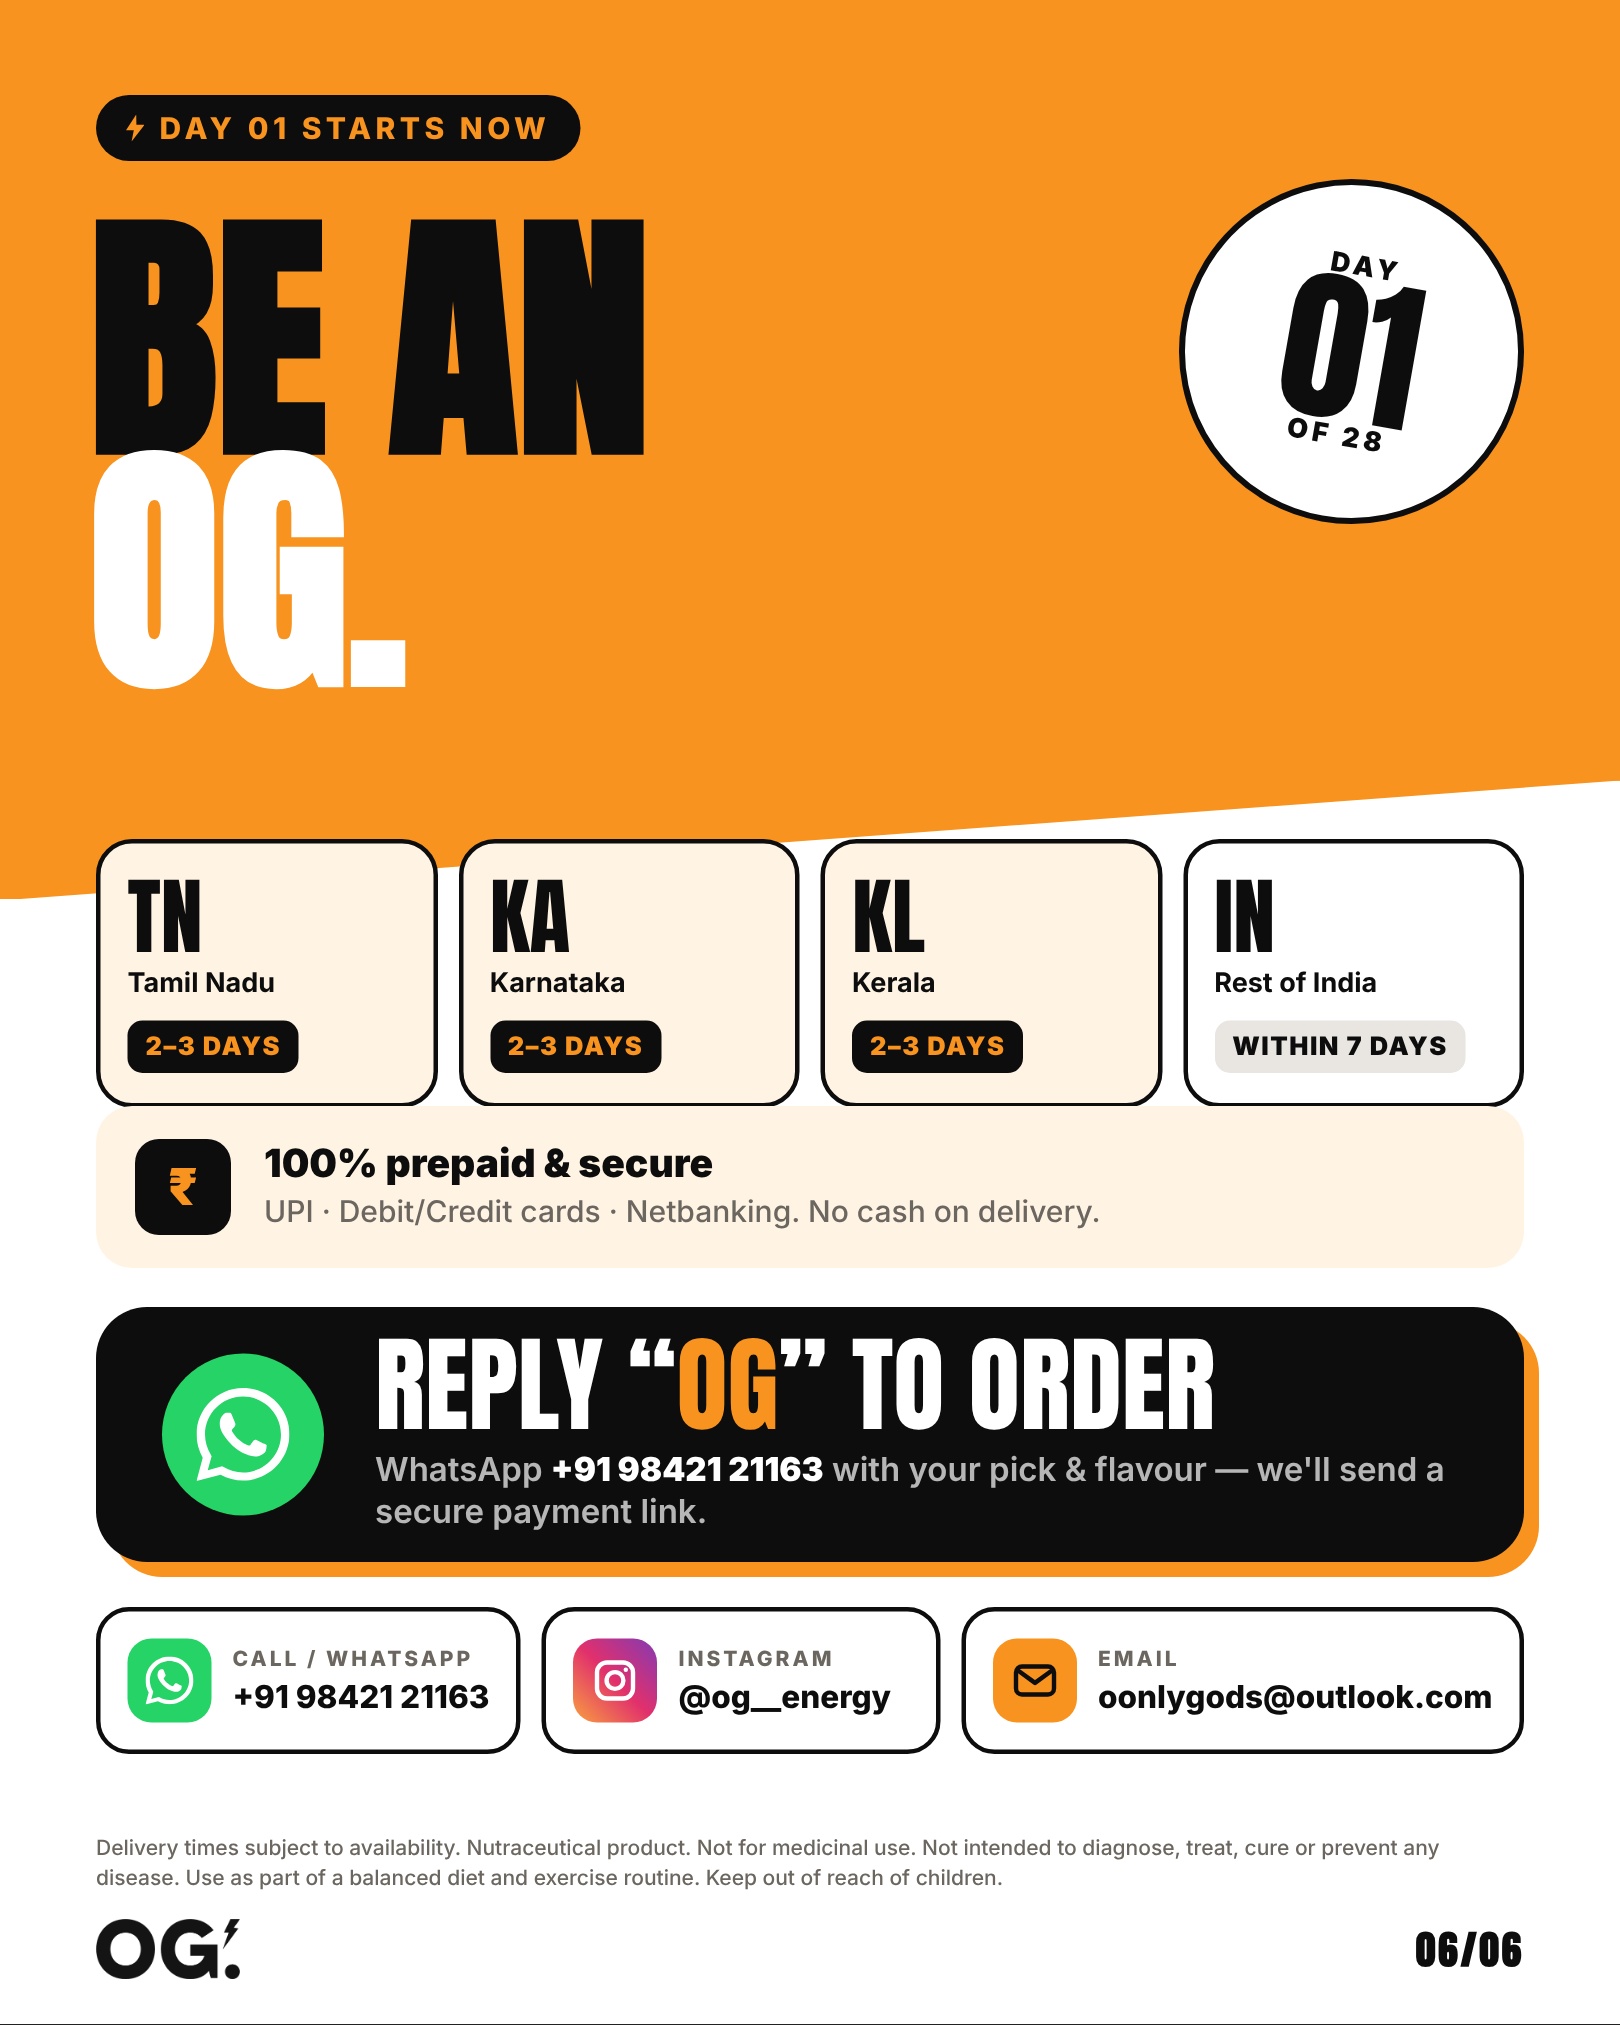 DAY 01 STARTS NOW
BE AN
OG.
DAY
01
OF 28
TN
Tamil Nadu
2–3 DAYS
KA
Karnataka
2–3 DAYS
KL
Kerala
2–3 DAYS
IN
Rest of India
WITHIN 7 DAYS
₹
100% prepaid & secure
UPI · Debit/Credit cards · Netbanking. No cash on delivery.
REPLY “OG” TO ORDER
WhatsApp +91 98421 21163 with your pick & flavour — we'll send a
secure payment link.
CALL / WHATSAPP
+91 98421 21163
INSTAGRAM
@og__energy
EMAIL
oonlygods@outlook.com
Delivery times subject to availability. Nutraceutical product. Not for medicinal use. Not intended to diagnose, treat, cure or prevent any
disease. Use as part of a balanced diet and exercise routine. Keep out of reach of children.
OG.
06/06